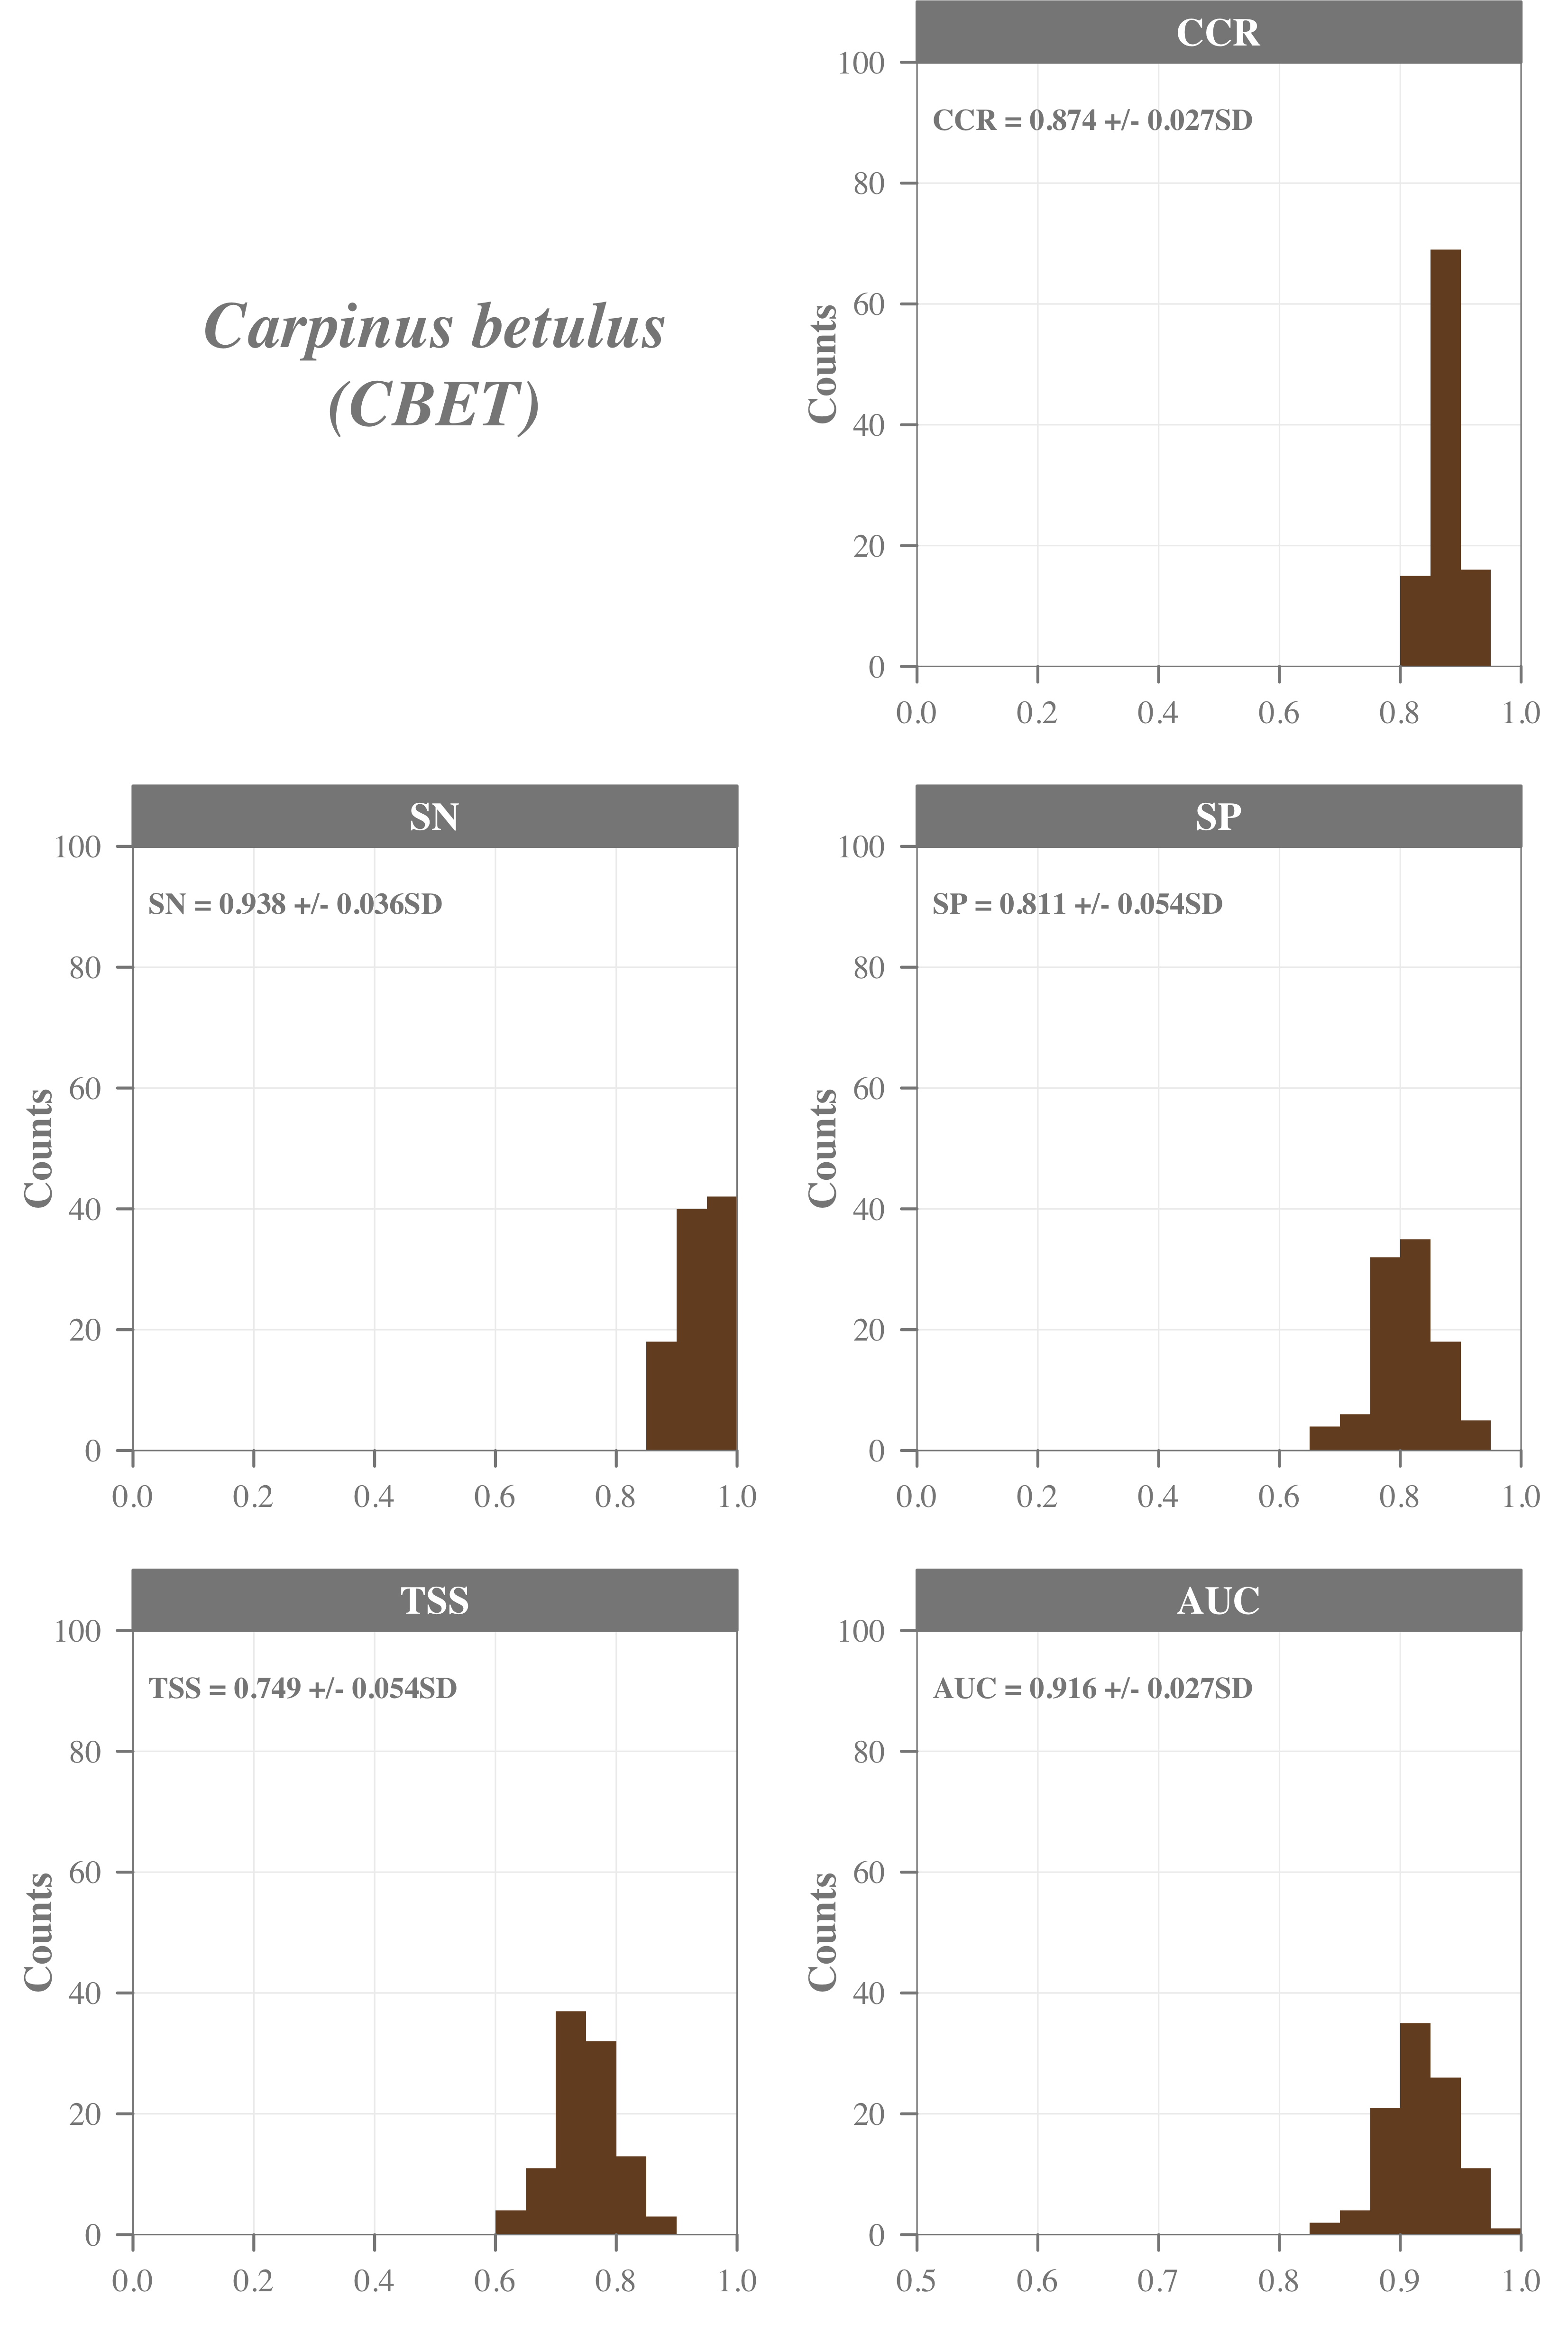 Carpinus betulus
(CBET)
CCR
CCR = 0.874 +/- 0.027SD
Counts
100
80
60
40
20
0
0.0 0.2 0.4 0.6 0.8 1.0
SN
SN = 0.938 +/- 0.036SD
Counts
100
80
60
40
20
0
0.0 0.2 0.4 0.6 0.8 1.0
SP
SP = 0.811 +/- 0.054SD
Counts
100
80
60
40
20
0
0.0 0.2 0.4 0.6 0.8 1.0
TSS
TSS = 0.749 +/- 0.054SD
Counts
100
80
60
40
20
0
0.0 0.2 0.4 0.6 0.8 1.0
AUC
AUC = 0.916 +/- 0.027SD
Counts
100
80
60
40
20
0
0.5 0.6 0.7 0.8 0.9 1.0